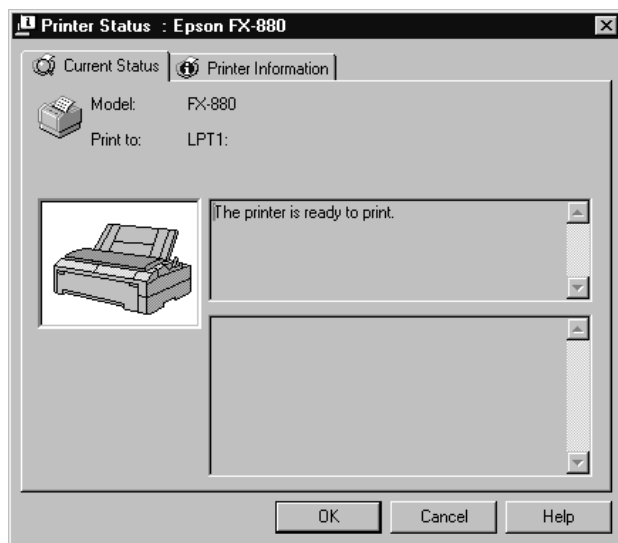 Printer Status : Epson FX-880
Current Status
Printer Information
Model: FX-880
Print to: LPT1:
The printer is ready to print.
OK
Cancel
Help